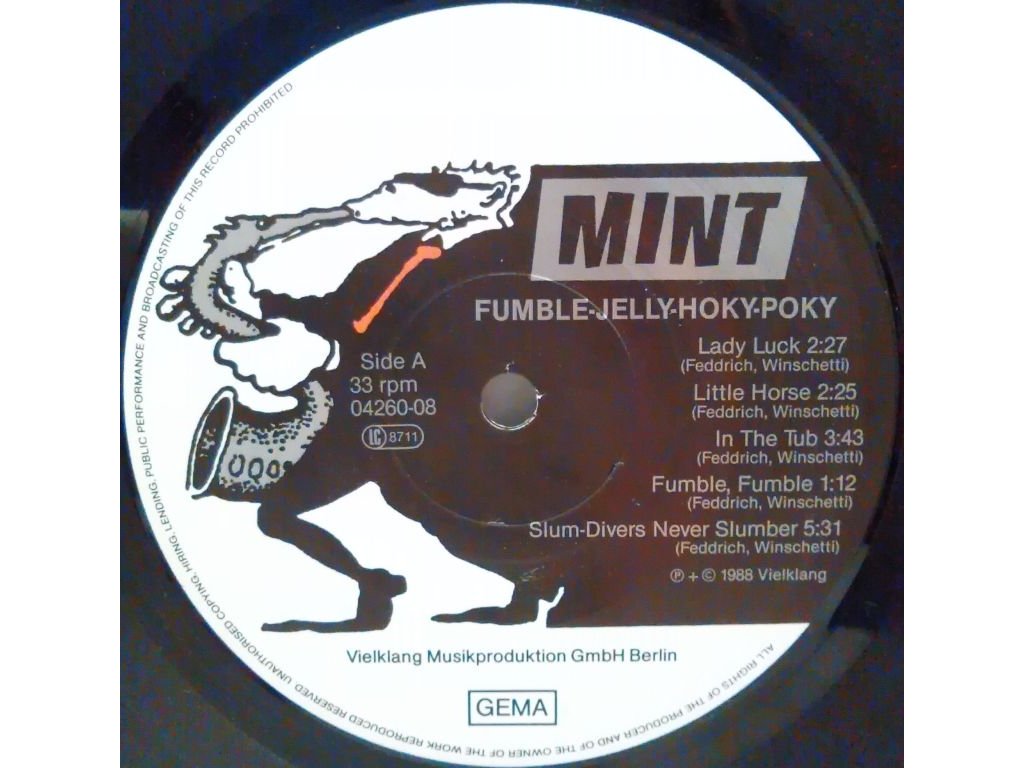 MINT
FUMBLE-JELLY-HOKY-POKY
Side A
33 rpm
04260-08
LC 8711
Lady Luck 2:27
(Feddrich, Winschetti)
Little Horse 2:25
(Feddrich, Winschetti)
In The Tub 3:43
(Feddrich, Winschetti)
Fumble, Fumble 1:12
(Feddrich, Winschetti)
Slum-Divers Never Slumber 5:31
(Feddrich, Winschetti)
℗ + © 1988 Vielklang
Vielklang Musikproduktion GmbH Berlin
GEMA
ALL RIGHTS OF THE PRODUCER AND OF THE OWNER OF THE WORK REPRODUCED RESERVED. UNAUTHORISED COPYING, HIRING, LENDING, PUBLIC PERFORMANCE AND BROADCASTING OF THIS RECORD PROHIBITED